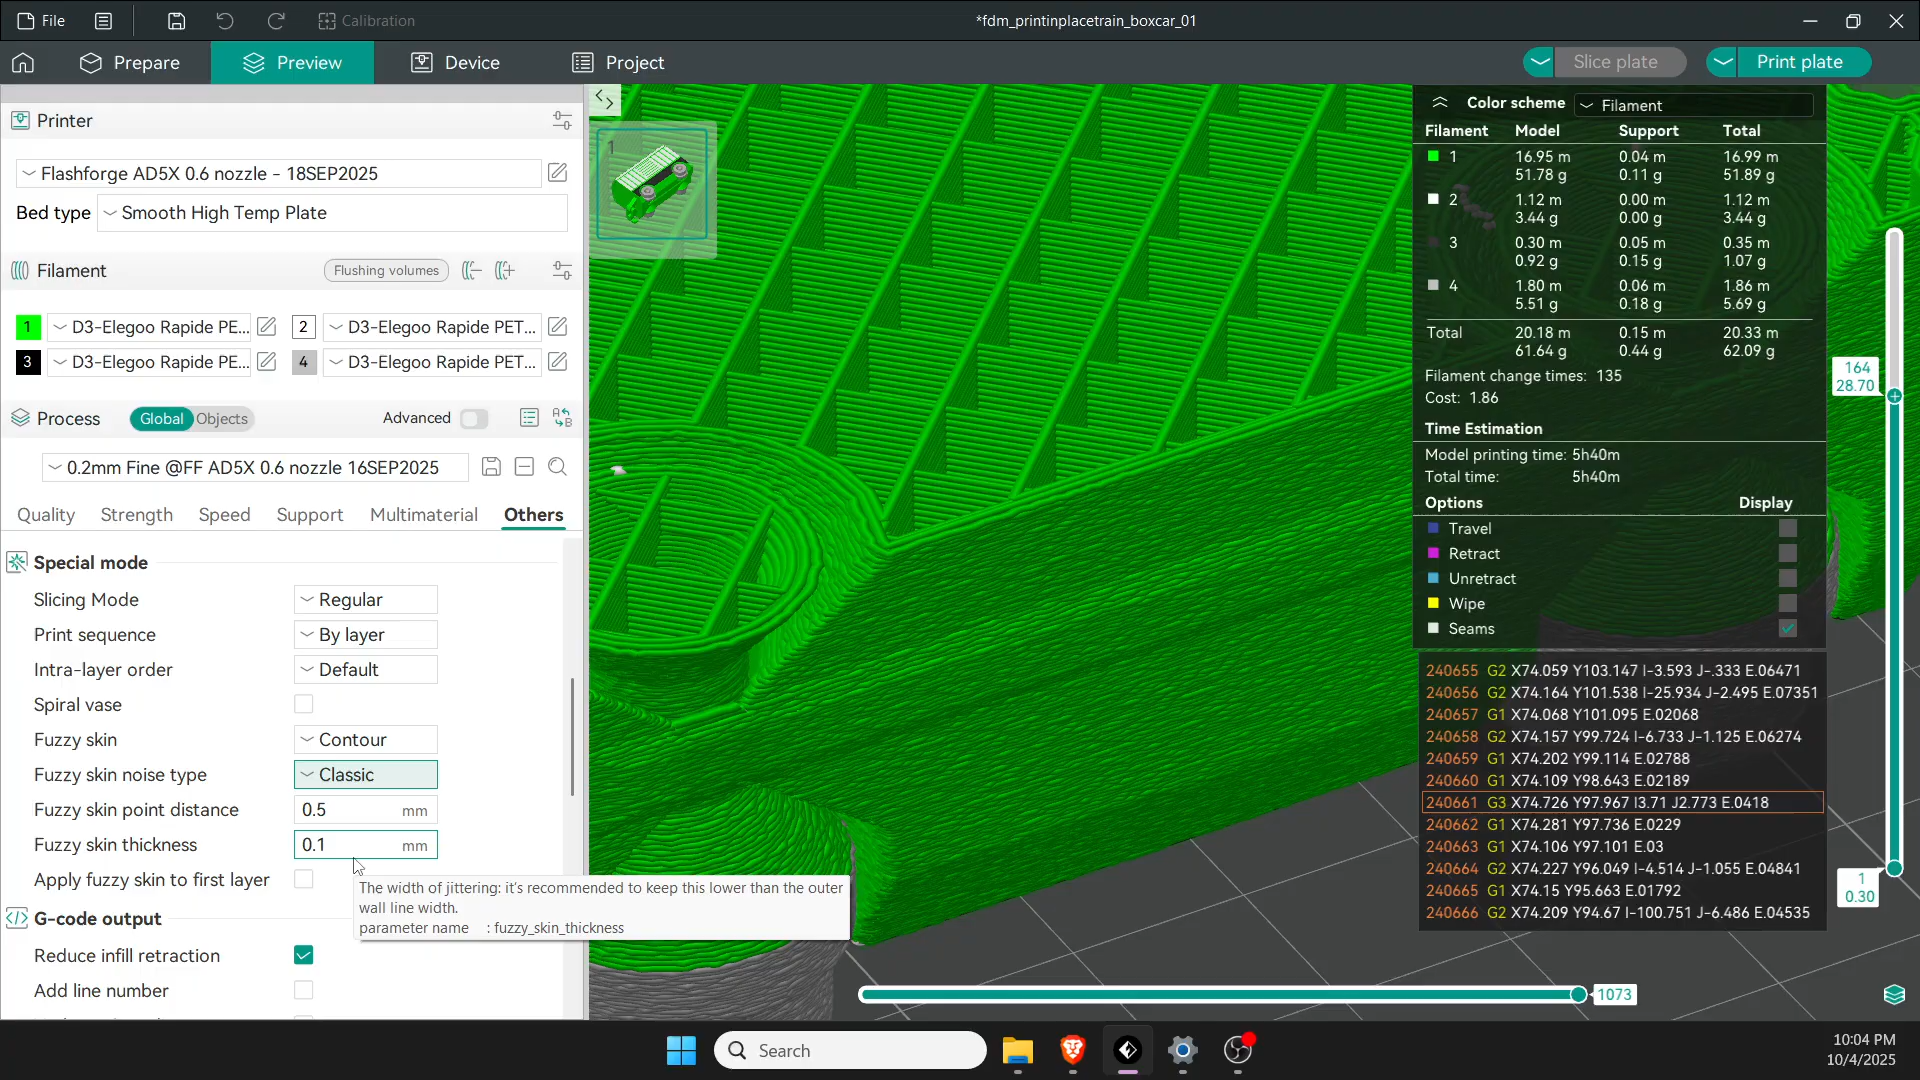 File
Calibration
*fdm_printinplacetrain_boxcar_01
Prepare
Preview
Device
Project
Slice plate
Print plate
Printer
Flashforge AD5X 0.6 nozzle - 18SEP2025
Bed type
Smooth High Temp Plate
Filament
Flushing volumes
1
D3-Elegoo Rapide PE...
2
D3-Elegoo Rapide PET...
3
D3-Elegoo Rapide PE...
4
D3-Elegoo Rapide PET...
Process
Global
Objects
Advanced
0.2mm Fine @FF AD5X 0.6 nozzle 16SEP2025
Quality
Strength
Speed
Support
Multimaterial
Others
Special mode
Slicing Mode
Regular
Print sequence
By layer
Intra-layer order
Default
Spiral vase
Fuzzy skin
Contour
Fuzzy skin noise type
Classic
Fuzzy skin point distance
0.5 mm
Fuzzy skin thickness
0.1 mm
Apply fuzzy skin to first layer
The width of jittering: it's recommended to keep this lower than the outer
wall line width.
parameter name : fuzzy_skin_thickness
G-code output
Reduce infill retraction
Add line number
1
Color scheme
Filament
Filament Model Support Total
1 16.95 m 0.04 m 16.99 m
51.78 g 0.11 g 51.89 g
2 1.12 m 0.00 m 1.12 m
3.44 g 0.00 g 3.44 g
3 0.30 m 0.05 m 0.35 m
0.92 g 0.15 g 1.07 g
4 1.80 m 0.06 m 1.86 m
5.51 g 0.18 g 5.69 g
Total 20.18 m 0.15 m 20.33 m
61.64 g 0.44 g 62.09 g
Filament change times: 135
Cost: 1.86
Time Estimation
Model printing time: 5h40m
Total time: 5h40m
Options Display
Travel
Retract
Unretract
Wipe
Seams
240655 G2 X74.059 Y103.147 I-3.593 J-.333 E.06471
240656 G2 X74.164 Y101.538 I-25.934 J-2.495 E.07351
240657 G1 X74.068 Y101.095 E.02068
240658 G2 X74.157 Y99.724 I-6.733 J-1.125 E.06274
240659 G1 X74.202 Y99.114 E.02788
240660 G1 X74.109 Y98.643 E.02189
240661 G3 X74.726 Y97.967 I3.71 J2.773 E.0418
240662 G1 X74.281 Y97.736 E.0229
240663 G1 X74.106 Y97.101 E.03
240664 G2 X74.227 Y96.049 I-4.514 J-1.055 E.04841
240665 G1 X74.15 Y95.663 E.01792
240666 G2 X74.209 Y94.67 I-100.751 J-6.486 E.04535
164
28.70
1
0.30
1073
Search
10:04 PM
10/4/2025